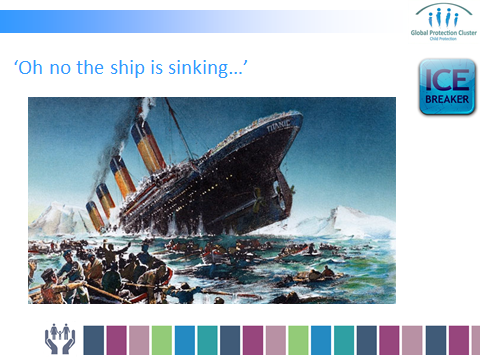 Global Protection Cluster
Child Protection
‘Oh no the ship is sinking…’
ICE
BREAKER
TITANIC